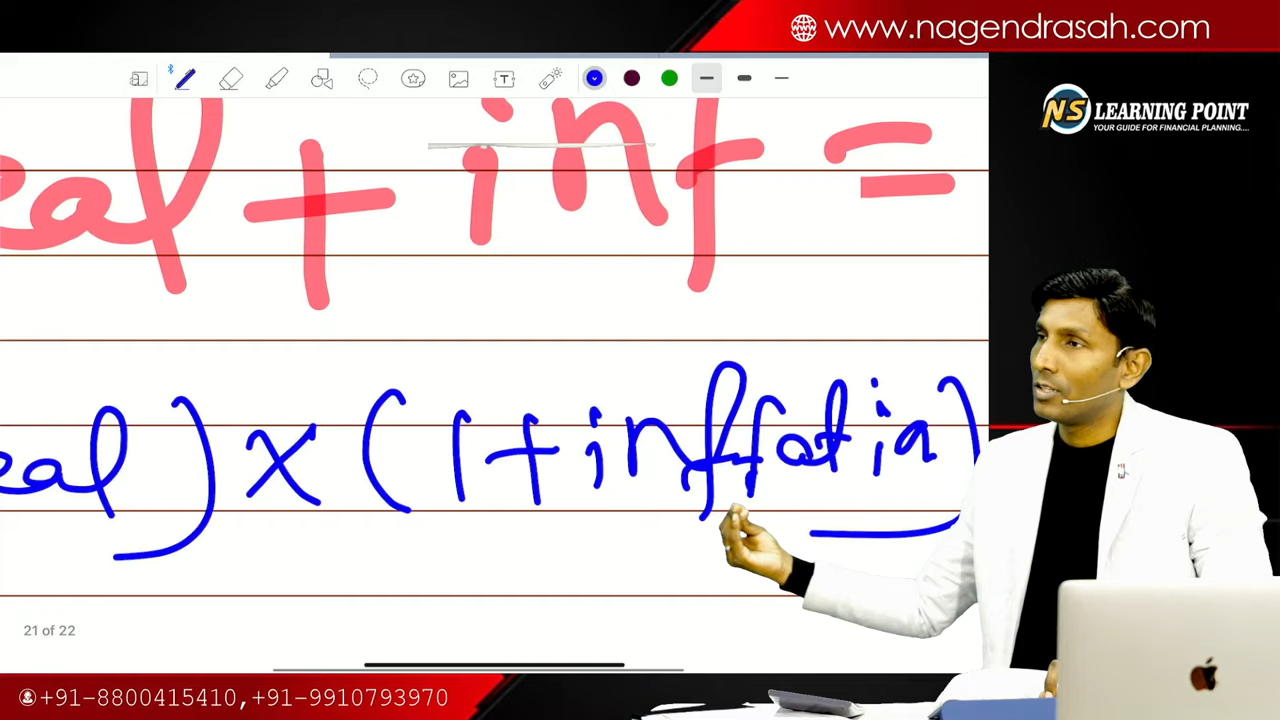 www.nagendrasah.com
NS LEARNING POINT
YOUR GUIDE FOR FINANCIAL PLANNING....
eal + inf =
eal) x (1 + inflatia)
21 of 22
+91-8800415410,+91-9910793970